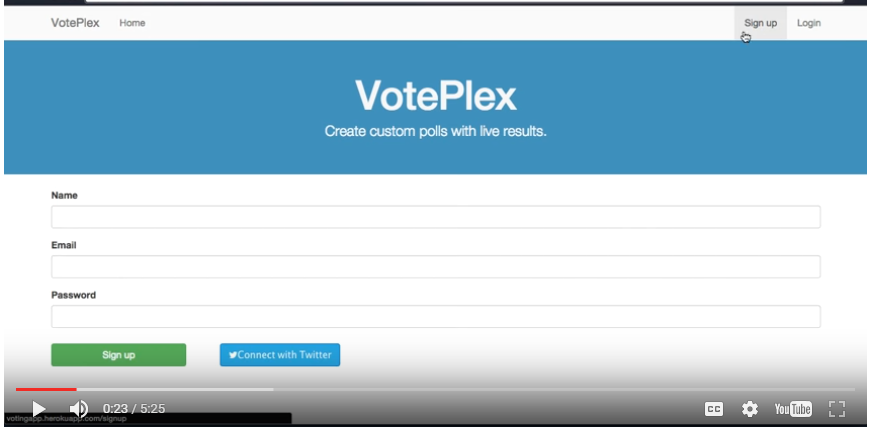 VotePlex Home Sign up Login
VotePlex
Create custom polls with live results.
Name
Email
Password
Sign up Connect with Twitter
0:23 / 5:25 CC YouTube
votingapp.herokuapp.com/signup